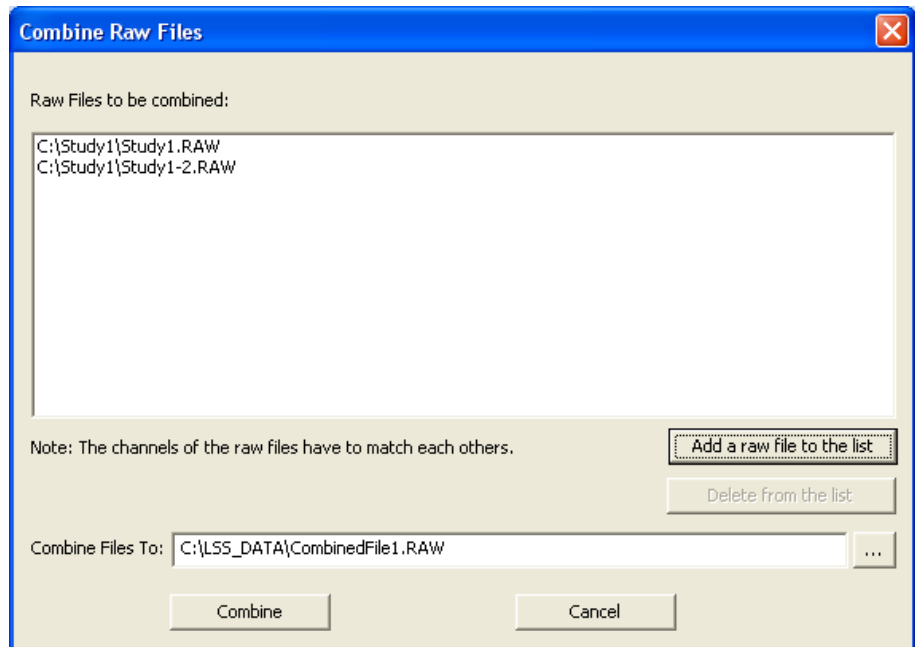 Combine Raw Files
Raw Files to be combined:
C:\Study1\Study1.RAW
C:\Study1\Study1-2.RAW
Note: The channels of the raw files have to match each others.
Add a raw file to the list
Delete from the list
Combine Files To: C:\LSS_DATA\CombinedFile1.RAW ...
Combine Cancel